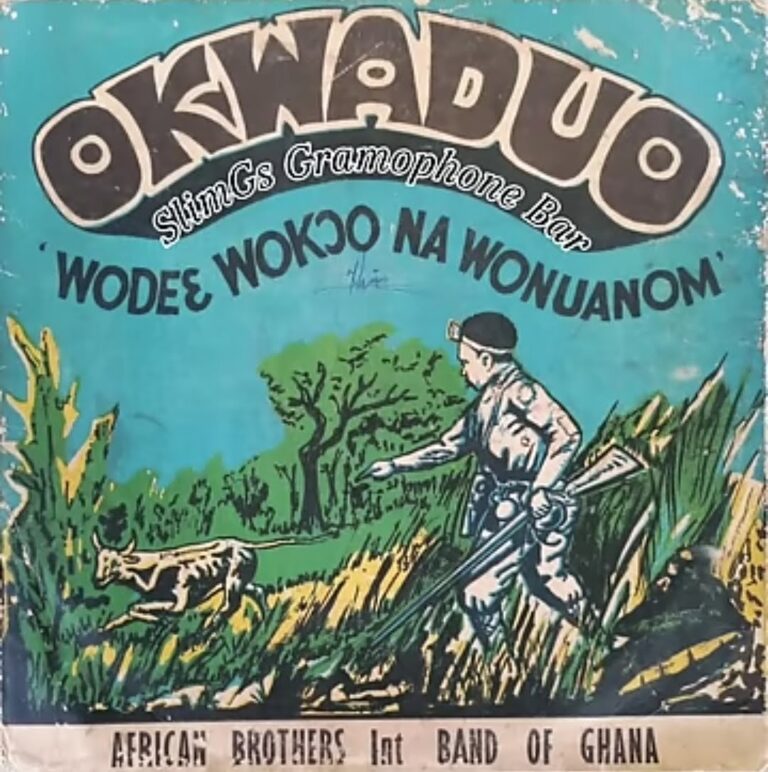 OKWADUO
SlimGs Gramophone Bar
'WODEƐ WOKƆO NA WONUANOM'
AFRICAN BROTHERS Int BAND OF GHANA